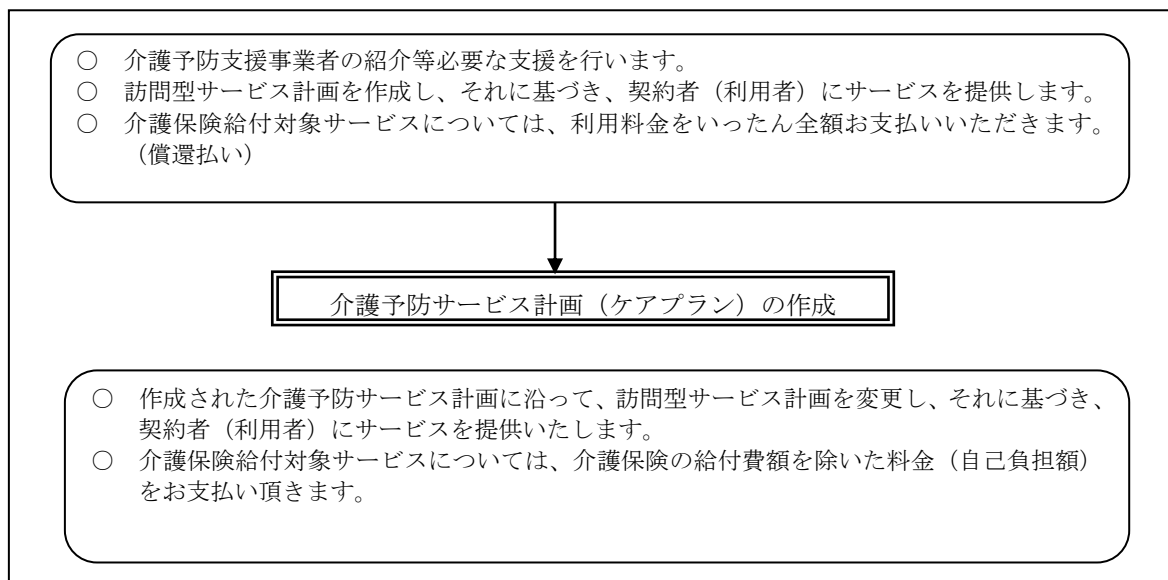 ○ 介護予防支援事業者の紹介等必要な支援を行います。
○ 訪問型サービス計画を作成し、それに基づき、契約者（利用者）にサービスを提供します。
○ 介護保険給付対象サービスについては、利用料金をいったん全額お支払いいただきます。
（償還払い）
介護予防サービス計画（ケアプラン）の作成
○ 作成された介護予防サービス計画に沿って、訪問型サービス計画を変更し、それに基づき、
契約者（利用者）にサービスを提供いたします。
○ 介護保険給付対象サービスについては、介護保険の給付費額を除いた料金（自己負担額）
をお支払い頂きます。